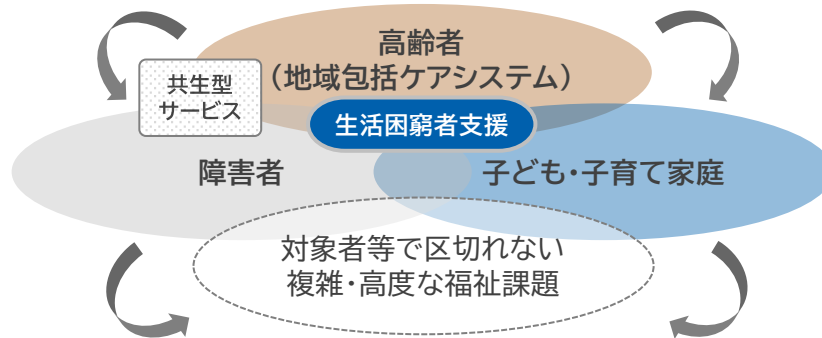 高齢者
（地域包括ケアシステム）
共生型
サービス
生活困窮者支援
障害者
子ども・子育て家庭
対象者等で区切れない
複雑・高度な福祉課題